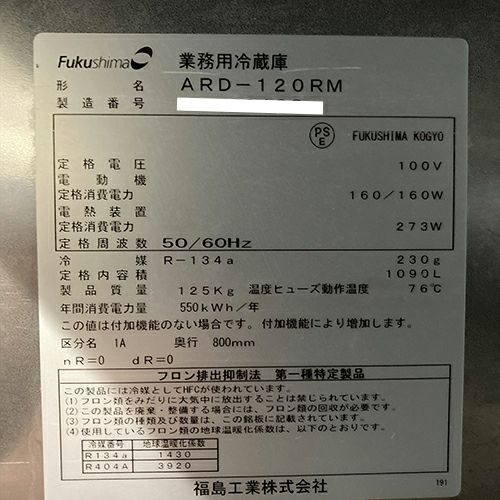 Fukushima 業務用冷蔵庫
形名 ARD-120RM
製造番号
PSE FUKUSHIMA KOGYO
定格電圧 100V
電動機
定格消費電力 160/160W
電熱装置
定格消費電力 273W
定格周波数 50/60Hz
冷媒 R-134a 230g
定格内容積 1090L
製品質量 125Kg 温度ヒューズ動作温度 76℃
年間消費電力量 550kWh/年
この値は付加機能のない場合です。付加機能により増加します。
区分名 1A 奥行 800mm
nR=0 dR=0
フロン排出抑制法 第一種特定製品
この製品には冷媒としてHFCが使われています。
(1)フロン類をみだりに大気中に放出することは禁じられています。
(2)この製品を廃棄・整備する場合には、フロン類の回収が必要です。
(3)フロン類の種類及び数量は、この銘板に記載されています。
(4)使用しているフロン類の地球温暖化係数は、以下のとおりです。
冷媒番号 地球温暖化係数
R134a 1430
R404A 3920
福島工業株式会社
191